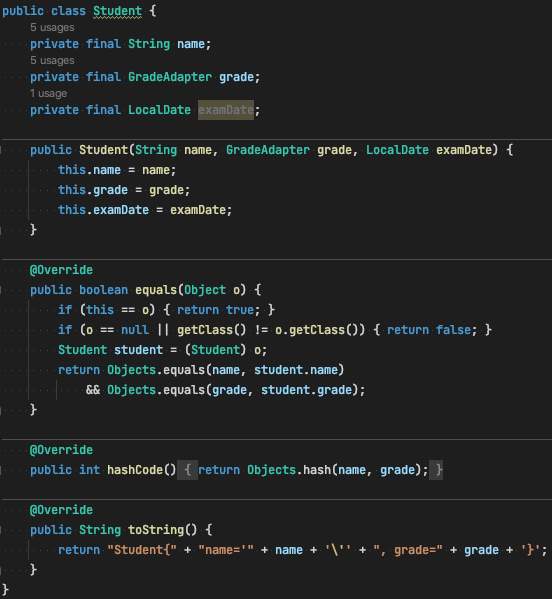 public class Student {
5 usages
private final String name;
5 usages
private final GradeAdapter grade;
1 usage
private final LocalDate examDate;
public Student(String name, GradeAdapter grade, LocalDate examDate) {
this.name = name;
this.grade = grade;
this.examDate = examDate;
}
@Override
public boolean equals(Object o) {
if (this == o) { return true; }
if (o == null || getClass() != o.getClass()) { return false; }
Student student = (Student) o;
return Objects.equals(name, student.name)
&& Objects.equals(grade, student.grade);
}
@Override
public int hashCode() { return Objects.hash(name, grade); }
@Override
public String toString() {
return "Student{" + "name='" + name + '\'' + ", grade=" + grade + '}';
}
}